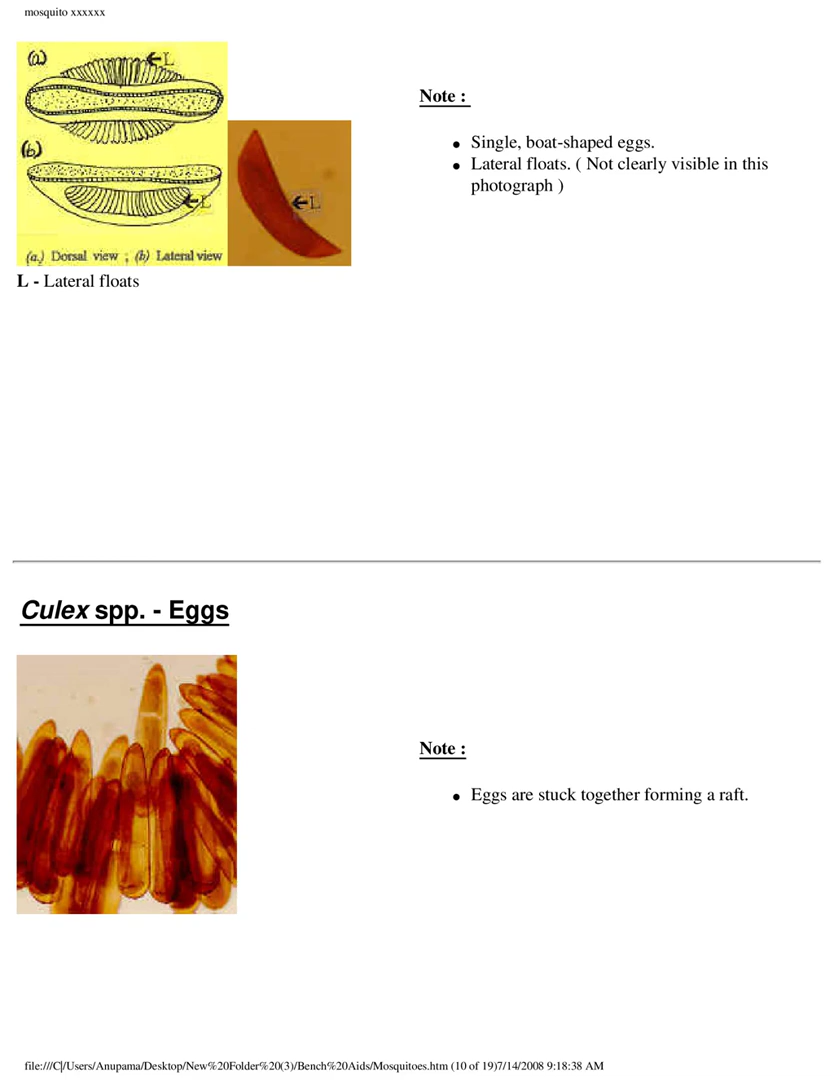 mosquito xxxxxx
(a) L
(b)
L
L
(a.) Dorsal view ; (b) Lateral view
L - Lateral floats
Note :
● Single, boat-shaped eggs.
● Lateral floats. ( Not clearly visible in this
photograph )
Culex spp. - Eggs
Note :
● Eggs are stuck together forming a raft.
file:///C|/Users/Anupama/Desktop/New%20Folder%20(3)/Bench%20Aids/Mosquitoes.htm (10 of 19)7/14/2008 9:18:38 AM